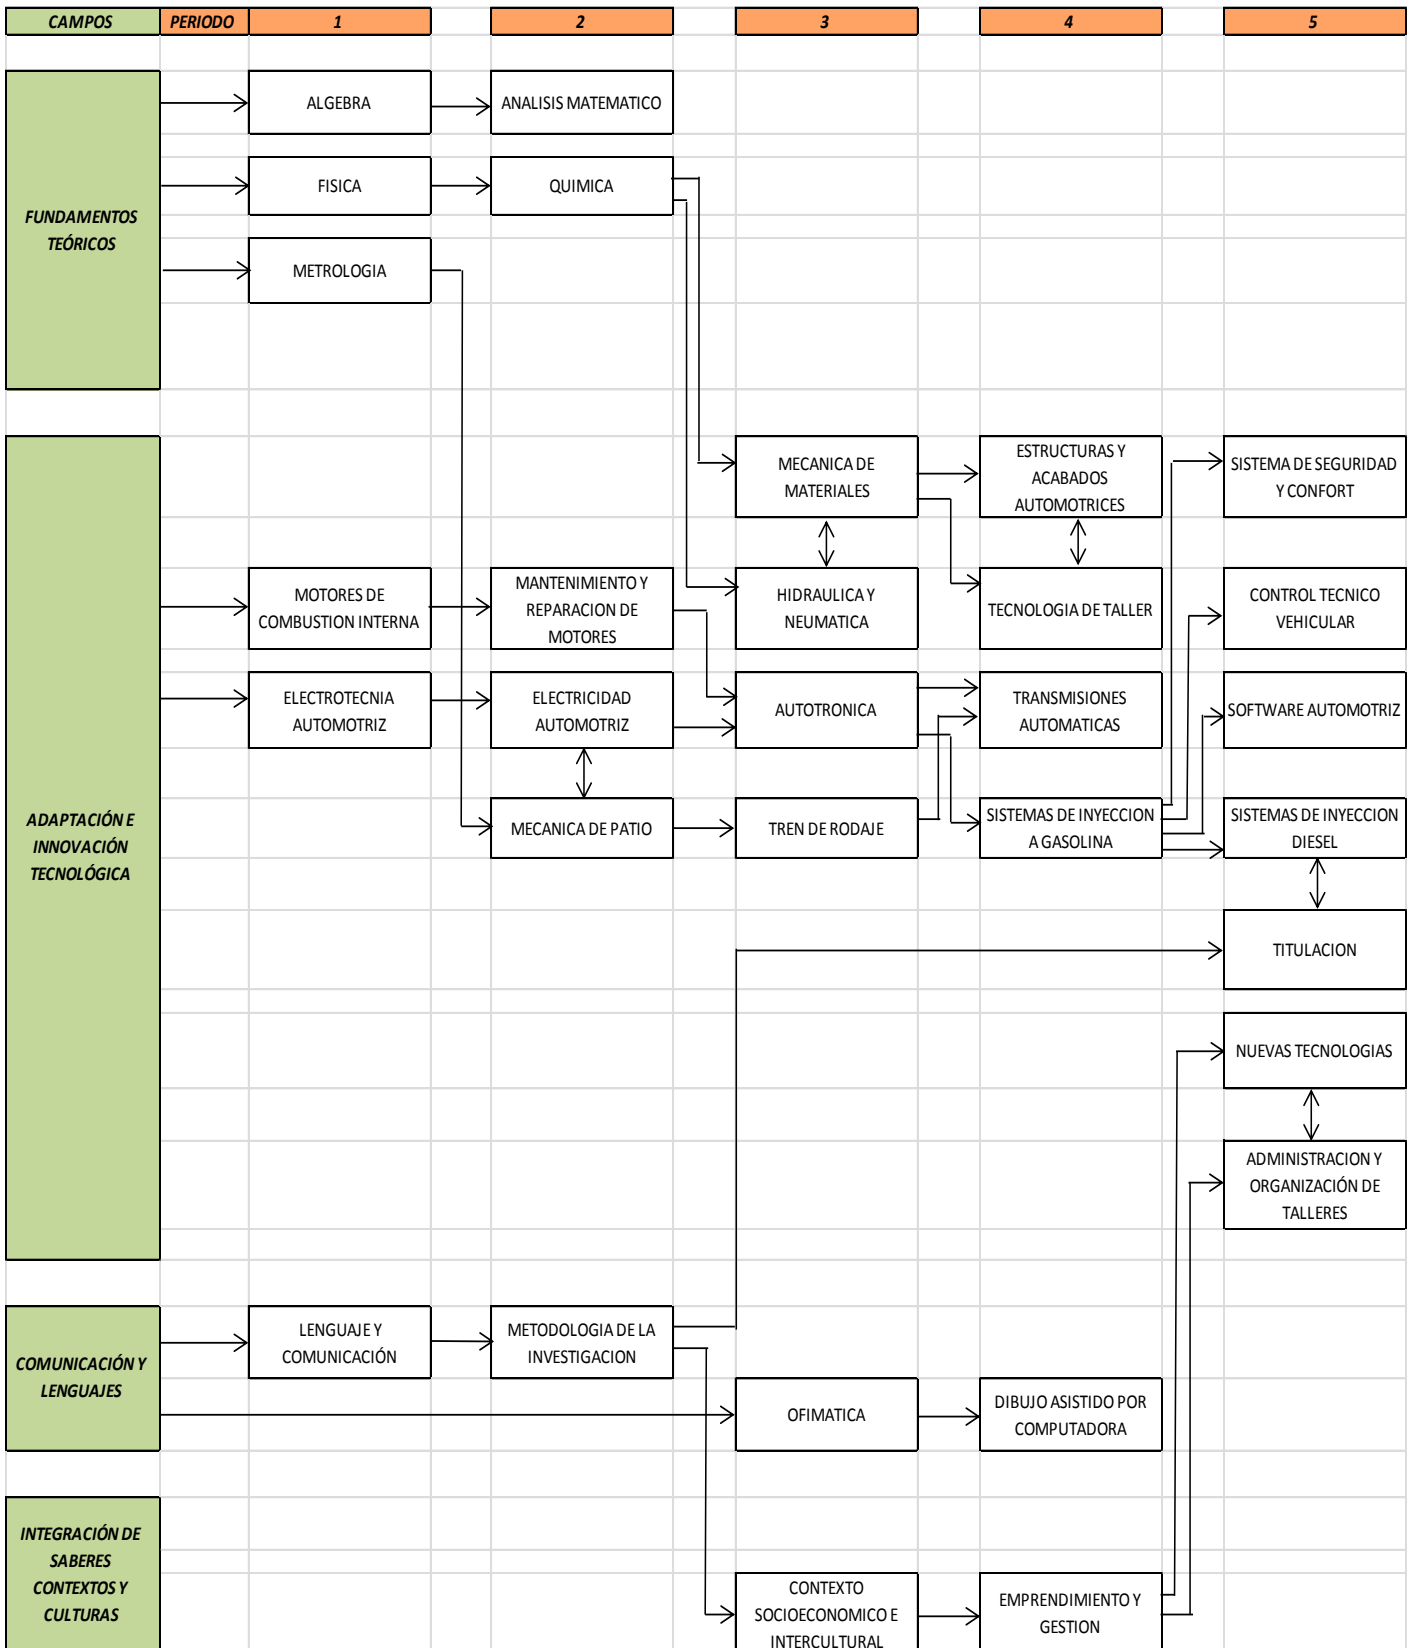 CAMPOS PERIODO 1 2 3 4 5
FUNDAMENTOS
TEÓRICOS
ALGEBRA
ANALISIS MATEMATICO
FISICA
QUIMICA
METROLOGIA
ADAPTACIÓN E
INNOVACIÓN
TECNOLÓGICA
MECANICA DE
MATERIALES
ESTRUCTURAS Y
ACABADOS
AUTOMOTRICES
SISTEMA DE SEGURIDAD
Y CONFORT
MOTORES DE
COMBUSTION INTERNA
MANTENIMIENTO Y
REPARACION DE
MOTORES
HIDRAULICA Y
NEUMATICA
TECNOLOGIA DE TALLER
CONTROL TECNICO
VEHICULAR
ELECTROTECNIA
AUTOMOTRIZ
ELECTRICIDAD
AUTOMOTRIZ
AUTOTRONICA
TRANSMISIONES
AUTOMATICAS
SOFTWARE AUTOMOTRIZ
MECANICA DE PATIO
TREN DE RODAJE
SISTEMAS DE INYECCION
A GASOLINA
SISTEMAS DE INYECCION
DIESEL
TITULACION
NUEVAS TECNOLOGIAS
ADMINISTRACION Y
ORGANIZACIÓN DE
TALLERES
COMUNICACIÓN Y
LENGUAJES
LENGUAJE Y
COMUNICACIÓN
METODOLOGIA DE LA
INVESTIGACION
OFIMATICA
DIBUJO ASISTIDO POR
COMPUTADORA
INTEGRACIÓN DE
SABERES
CONTEXTOS Y
CULTURAS
CONTEXTO
SOCIOECONOMICO E
INTERCULTURAL
EMPRENDIMIENTO Y
GESTION